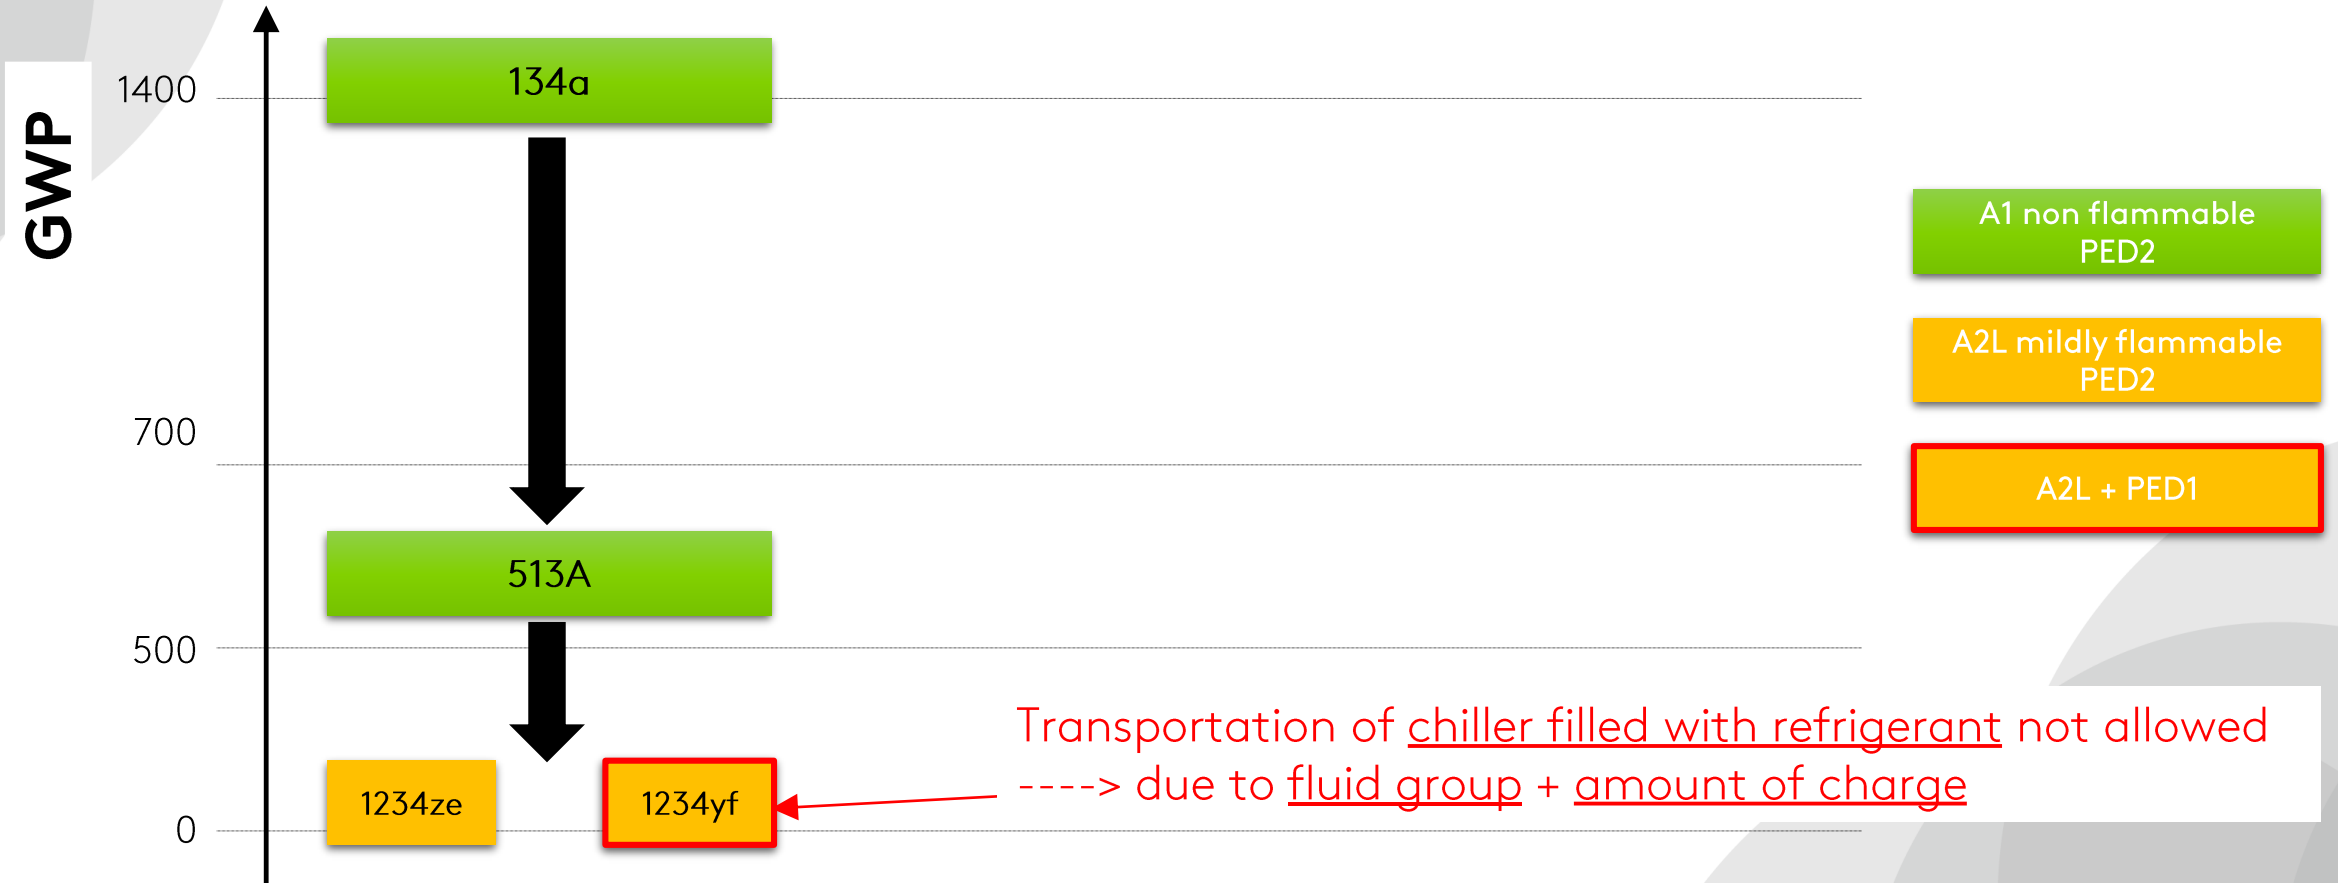 GWP
1400
134a
A1 non flammable
PED2
A2L mildly flammable
PED2
700
A2L + PED1
513A
500
Transportation of chiller filled with refrigerant not allowed
----> due to fluid group + amount of charge
1234ze
1234yf
0